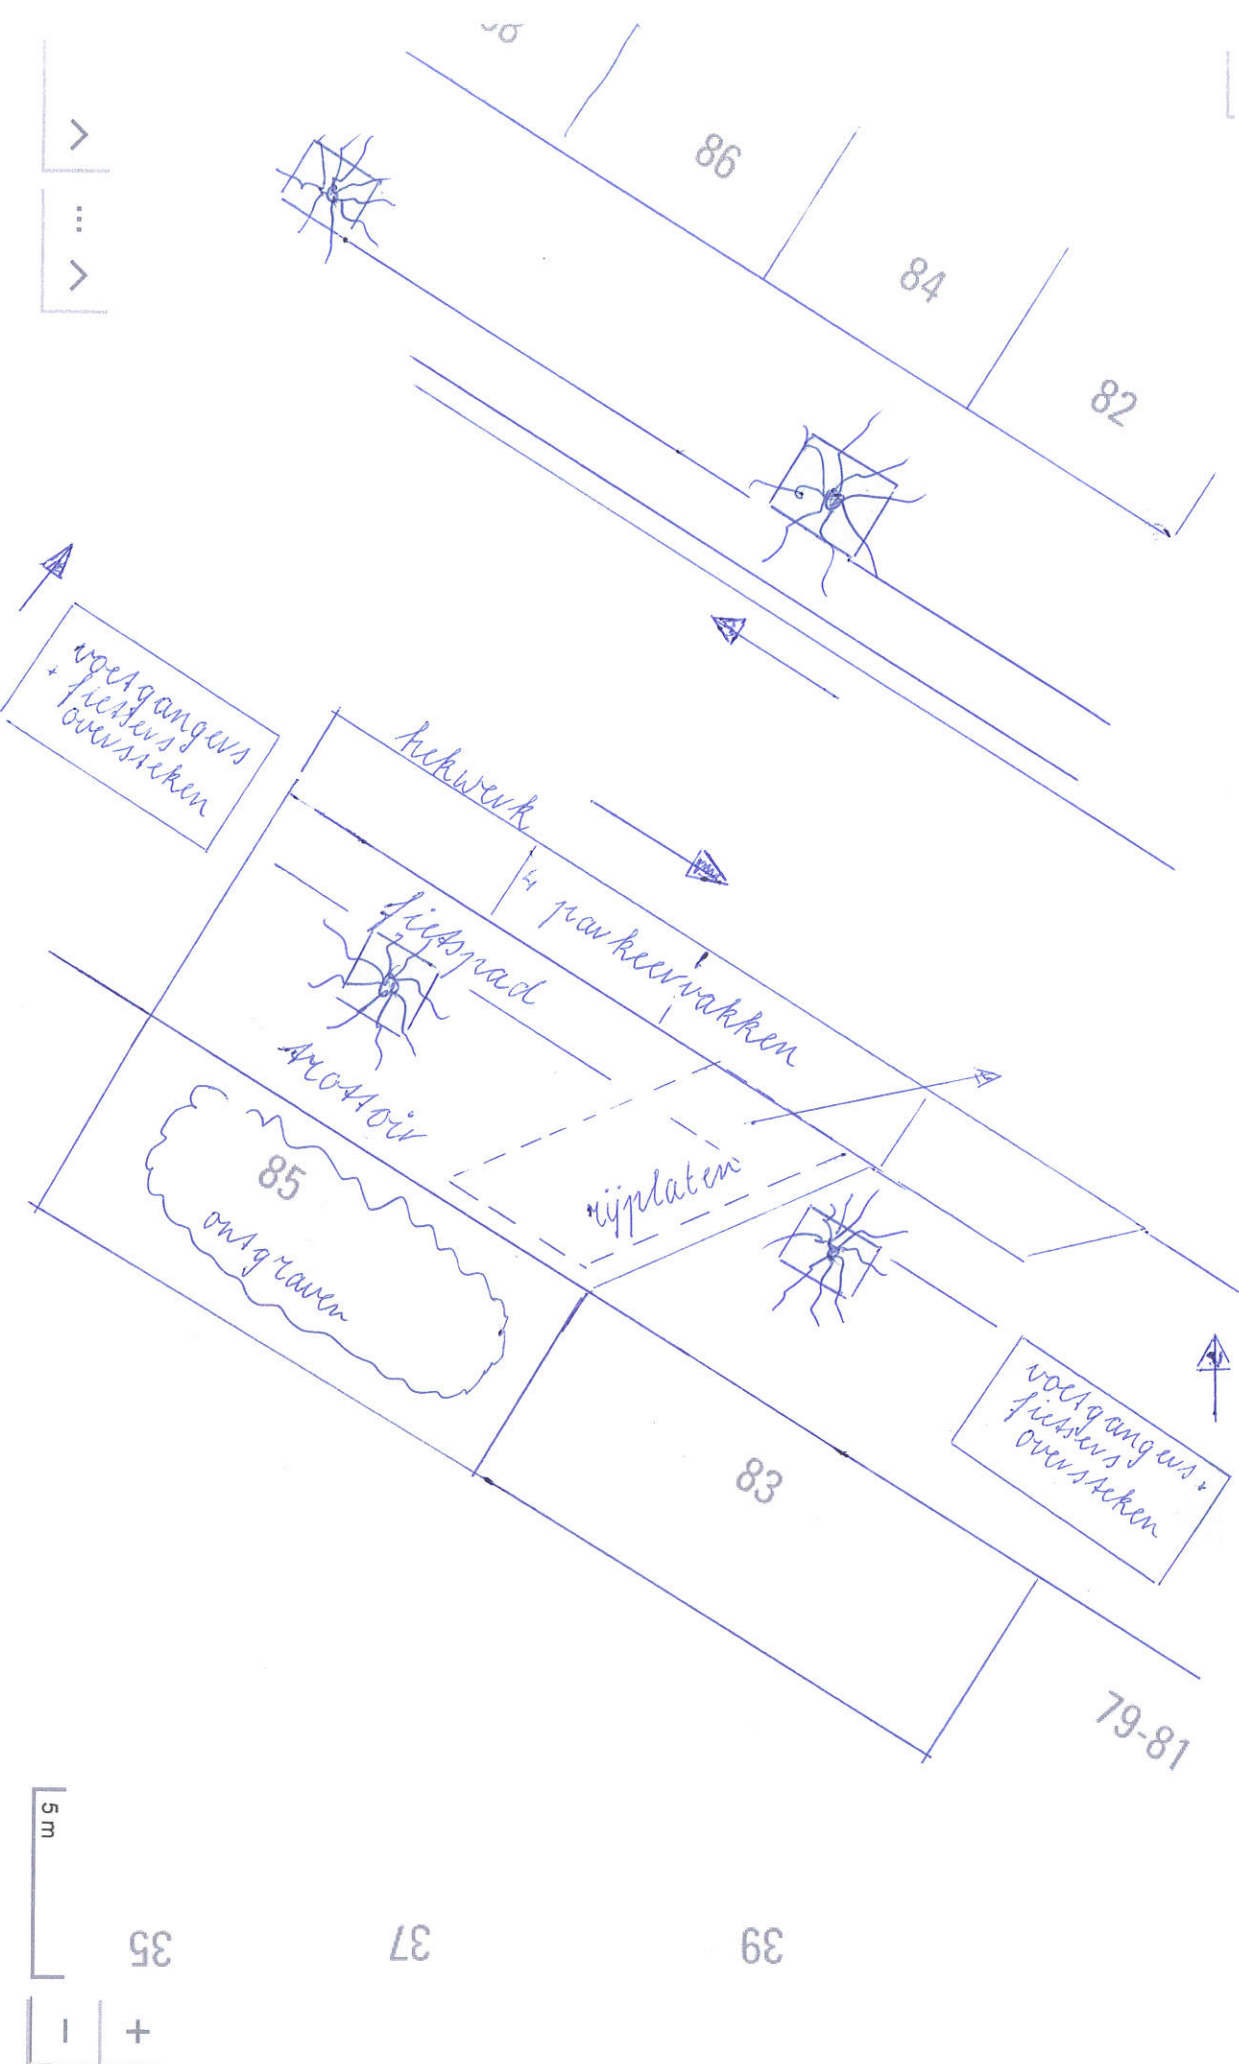 86
84
82
voetgangers
+ fietsers
oversteken
hekwerk
4 parkeervakken
fietspad
trottoir
rijplaten
85
ontgraven
voetgangers +
fietsers
oversteken
83
79-81
5 m
35
37
39
- +